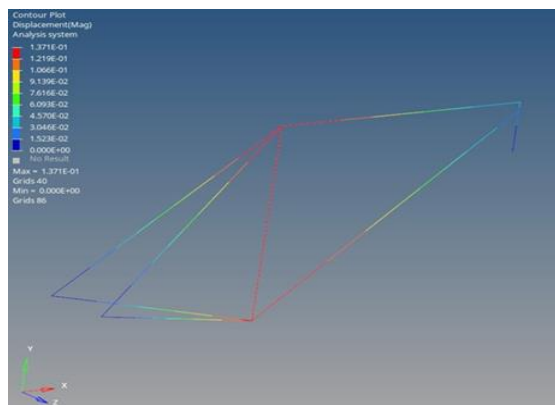 Contour Plot
Displacement(Mag)
Analysis system
1.371E-01
1.219E-01
1.066E-01
9.139E-02
7.616E-02
6.093E-02
4.570E-02
3.046E-02
1.523E-02
0.000E+00
No Result
Max = 1.371E-01
Grids 40
Min = 0.000E+00
Grids 86
Y
X
Z